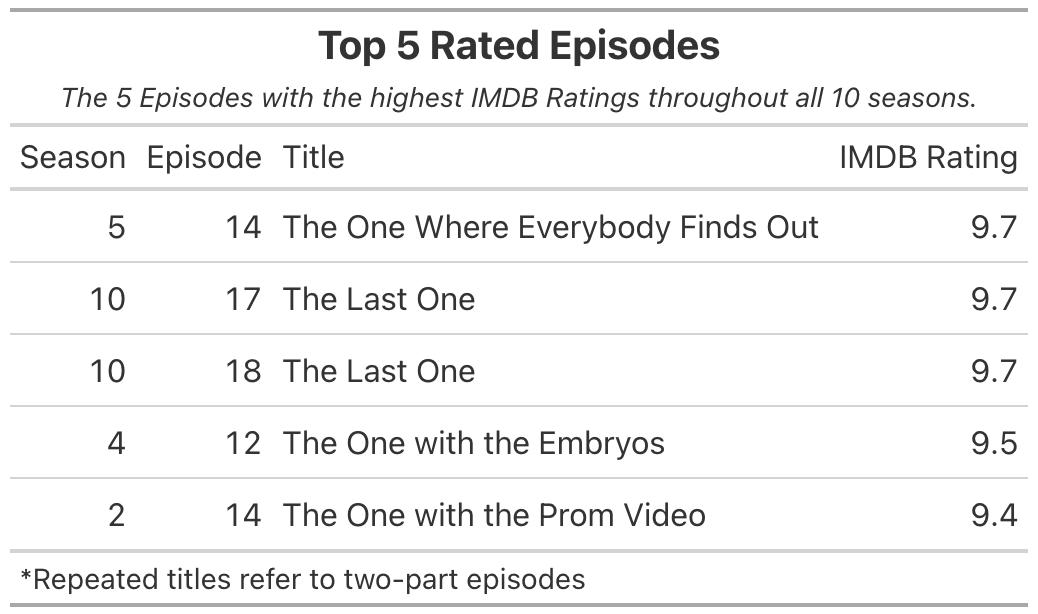 Top 5 Rated Episodes
The 5 Episodes with the highest IMDB Ratings throughout all 10 seasons.
Season Episode Title IMDB Rating
5 14 The One Where Everybody Finds Out 9.7
10 17 The Last One 9.7
10 18 The Last One 9.7
4 12 The One with the Embryos 9.5
2 14 The One with the Prom Video 9.4
*Repeated titles refer to two-part episodes